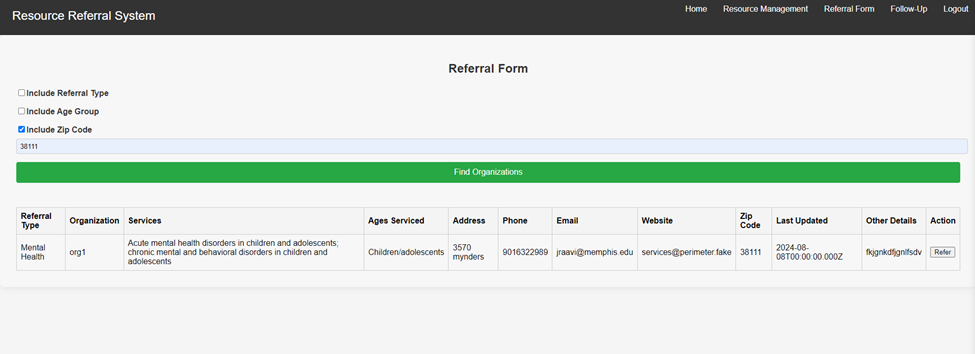 Resource Referral System
Home Resource Management Referral Form Follow-Up Logout
Referral Form
Include Referral Type
Include Age Group
Include Zip Code
38111
Find Organizations
Referral Type Organization Services Ages Serviced Address Phone Email Website Zip Code Last Updated Other Details Action
Mental Health org1 Acute mental health disorders in children and adolescents; chronic mental and behavioral disorders in children and adolescents Children/adolescents 3570 mynders 9016322989 jraavi@memphis.edu services@perimeter.fake 38111 2024-08-08T00:00:00.000Z fkjgnkdfjgnlfsdv Refer